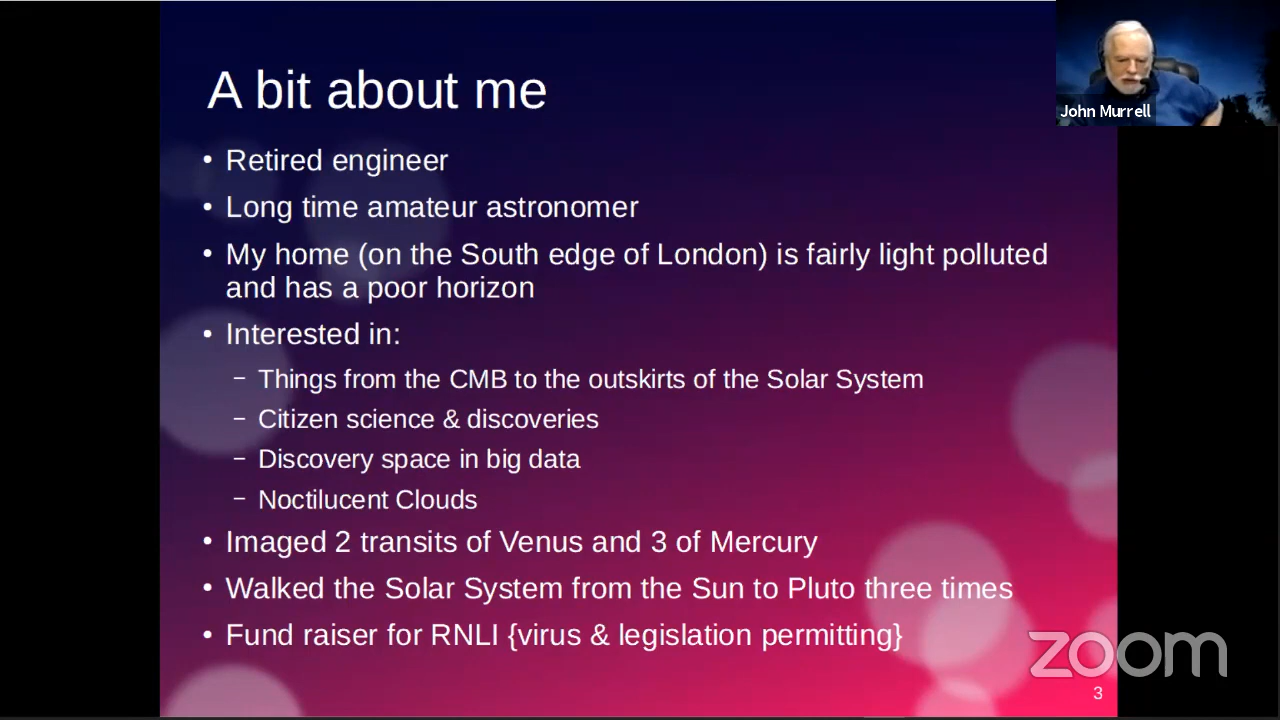 A bit about me
John Murrell
• Retired engineer
• Long time amateur astronomer
• My home (on the South edge of London) is fairly light polluted
and has a poor horizon
• Interested in:
– Things from the CMB to the outskirts of the Solar System
– Citizen science & discoveries
– Discovery space in big data
– Noctilucent Clouds
• Imaged 2 transits of Venus and 3 of Mercury
• Walked the Solar System from the Sun to Pluto three times
• Fund raiser for RNLI {virus & legislation permitting}
zoom
3